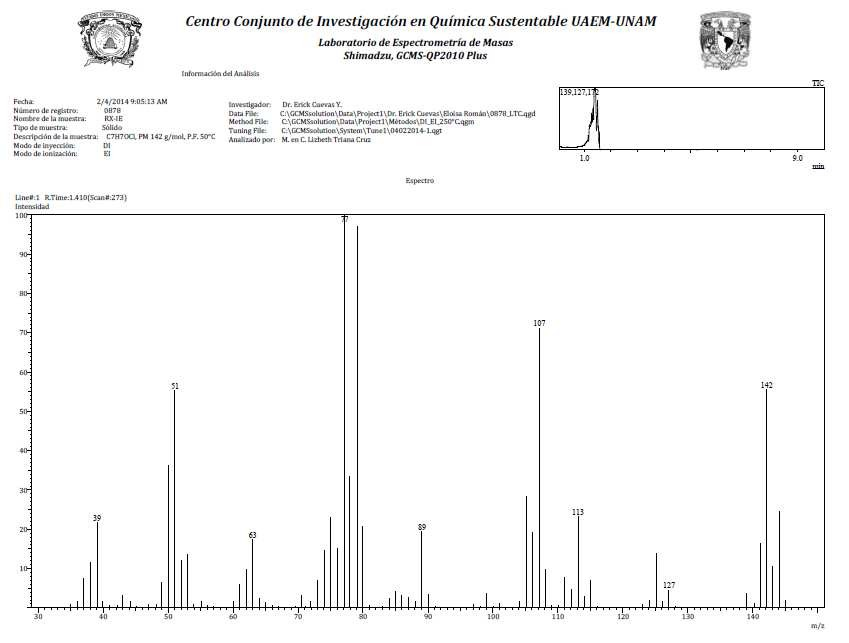 Centro Conjunto de Investigación en Química Sustentable UAEM-UNAM
Laboratorio de Espectrometría de Masas
Shimadzu, GCMS-QP2010 Plus
Información del Análisis
Fecha: 2/4/2014 9:05:13 AM
Número de registro: 0878
Nombre de la muestra: RX-IE
Tipo de muestra: Sólido
Descripción de la muestra: C7H7OCl, PM 142 g/mol, P.F. 50°C
Modo de inyección: DI
Modo de ionización: EI
Investigador: Dr. Erick Cuevas Y.
Data File: C:\GCMSsolution\Data\Project1\Dr. Erick Cuevas\Eloisa Román\0878_LTC.qgd
Method File: C:\GCMSsolution\Data\Project1\Métodos\DI_EI_250°C.qgm
Tuning File: C:\GCMSsolution\System\Tune1\04022014-1.qgt
Analizado por: M. en C. Lizbeth Triana Cruz
TIC
139,127,172
1.0 9.0
min
Espectro
Line#:1 R.Time:1.410(Scan#:273)
Intensidad
100
90
80
70
60
50
40
30
20
10
77
107
51
142
39
113
89
63
127
30 40 50 60 70 80 90 100 110 120 130 140
m/z